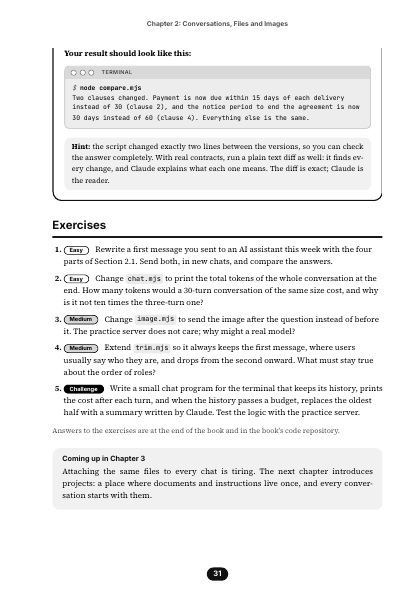 Chapter 2: Conversations, Files and Images
Your result should look like this:
TERMINAL
$ node compare.mjs
Two clauses changed. Payment is now due within 15 days of each delivery
instead of 30 (clause 2), and the notice period to end the agreement is now
30 days instead of 60 (clause 4). Everything else is the same.
Hint: the script changed exactly two lines between the versions, so you can check
the answer completely. With real contracts, run a plain text diff as well: it finds ev-
ery change, and Claude explains what each one means. The diff is exact; Claude is
the reader.
Exercises
1. Easy Rewrite a first message you sent to an AI assistant this week with the four
parts of Section 2.1. Send both, in new chats, and compare the answers.
2. Easy Change chat.mjs to print the total tokens of the whole conversation at the
end. How many tokens would a 30-turn conversation of the same size cost, and why
is it not ten times the three-turn one?
3. Medium Change image.mjs to send the image after the question instead of before
it. The practice server does not care; why might a real model?
4. Medium Extend trim.mjs so it always keeps the first message, where users
usually say who they are, and drops from the second onward. What must stay true
about the order of roles?
5. Challenge Write a small chat program for the terminal that keeps its history, prints
the cost after each turn, and when the history passes a budget, replaces the oldest
half with a summary written by Claude. Test the logic with the practice server.
Answers to the exercises are at the end of the book and in the book's code repository.
Coming up in Chapter 3
Attaching the same files to every chat is tiring. The next chapter introduces
projects: a place where documents and instructions live once, and every conver-
sation starts with them.
31